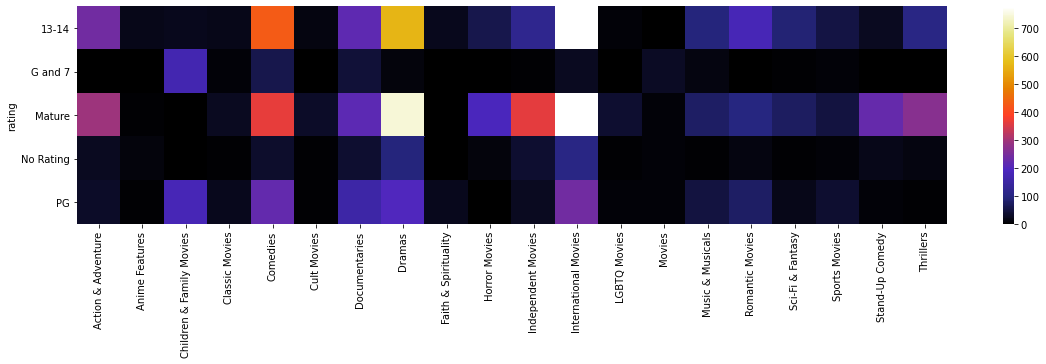 rating
13-14
G and 7
Mature
No Rating
PG
Action & Adventure
Anime Features
Children & Family Movies
Classic Movies
Comedies
Cult Movies
Documentaries
Dramas
Faith & Spirituality
Horror Movies
Independent Movies
International Movies
LGBTQ Movies
Movies
Music & Musicals
Romantic Movies
Sci-Fi & Fantasy
Sports Movies
Stand-Up Comedy
Thrillers
700
600
500
400
300
200
100
0